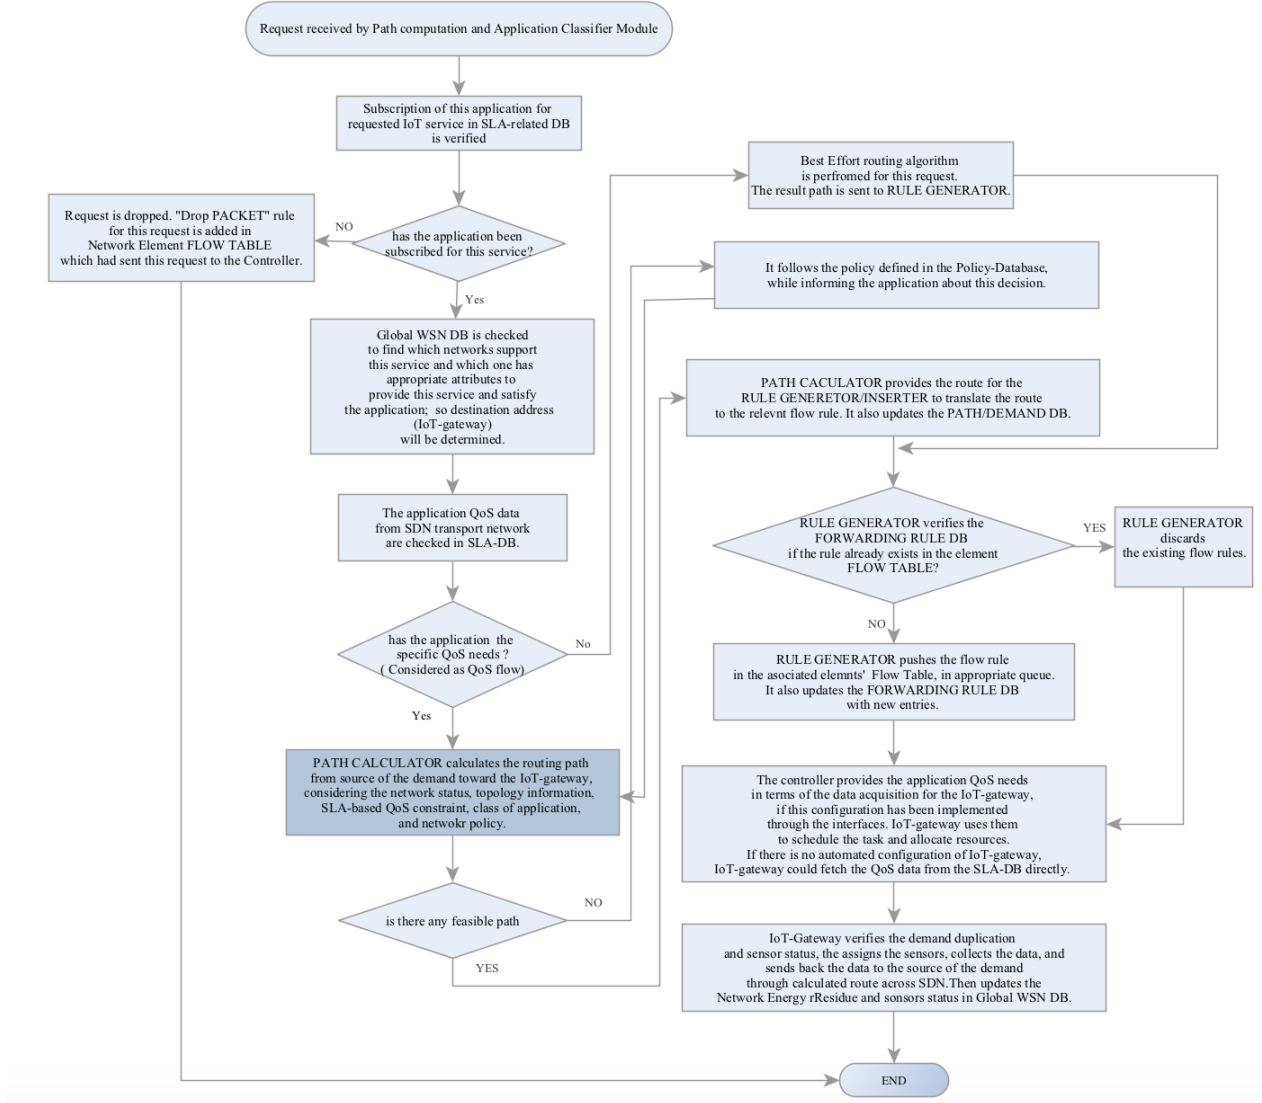 Request received by Path computation and Application Classifier Module
Subscription of this application for
requested IoT service in SLA-related DB
is verified
has the application been
subscribed for this service?
NO
Request is dropped. "Drop PACKET" rule
for this request is added in
Network Element FLOW TABLE
which had sent this request to the Controller.
Yes
Global WSN DB is checked
to find which networks support
this service and which one has
appropriate attributes to
provide this service and satisfy
the application; so destination address
(IoT-gateway)
will be determined.
The application QoS data
from SDN transport network
are checked in SLA-DB.
has the application the
specific QoS needs ?
( Considered as QoS flow)
No
Yes
PATH CALCULATOR calculates the routing path
from source of the demand toward the IoT-gateway,
considering the network status, topology information,
SLA-based QoS constraint, class of application,
and netwokr policy.
is there any feasible path
NO
YES
Best Effort routing algorithm
is perfromed for this request.
The result path is sent to RULE GENERATOR.
It follows the policy defined in the Policy-Database,
while informing the application about this decision.
PATH CACULATOR provides the route for the
RULE GENERETOR/INSERTER to translate the route
to the relevnt flow rule. It also updates the PATH/DEMAND DB.
RULE GENERATOR verifies the
FORWARDING RULE DB
if the rule already exists in the element
FLOW TABLE?
YES
RULE GENERATOR
discards
the existing flow rules.
NO
RULE GENERATOR pushes the flow rule
in the asociated elemnts' Flow Table, in appropriate queue.
It also updates the FORWARDING RULE DB
with new entries.
The controller provides the application QoS needs
in terms of the data acquisition for the IoT-gateway,
if this configuration has been implemented
through the interfaces. IoT-gateway uses them
to schedule the task and allocate resources.
If there is no automated configuration of IoT-gateway,
IoT-gateway could fetch the QoS data from the SLA-DB directly.
IoT-Gateway verifies the demand duplication
and sensor status, the assigns the sensors, collects the data, and
sends back the data to the source of the demand
through calculated route across SDN.Then updates the
Network Energy rResidue and sonsors status in Global WSN DB.
END